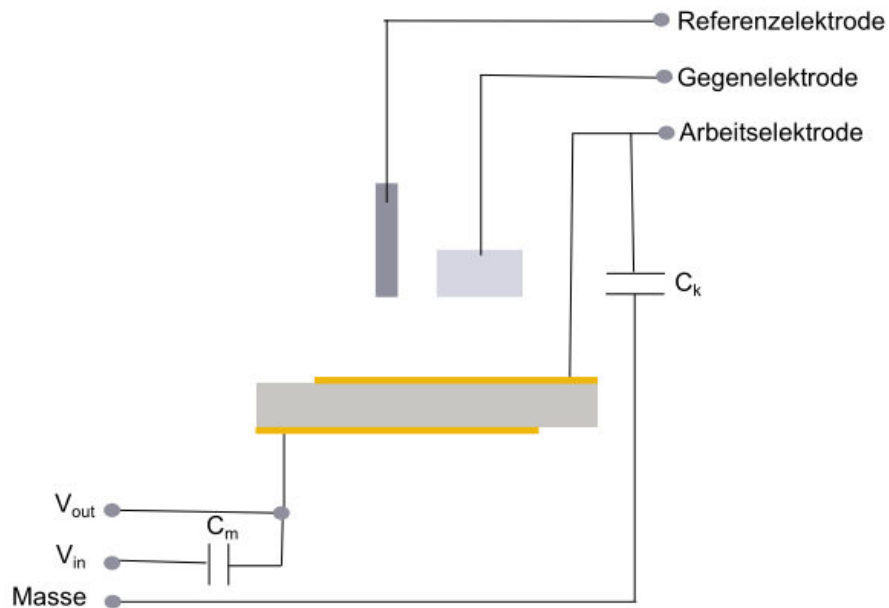 Referenzelektrode
Gegenelektrode
Arbeitselektrode
Cₖ
Vout
Cm
Vin
Masse